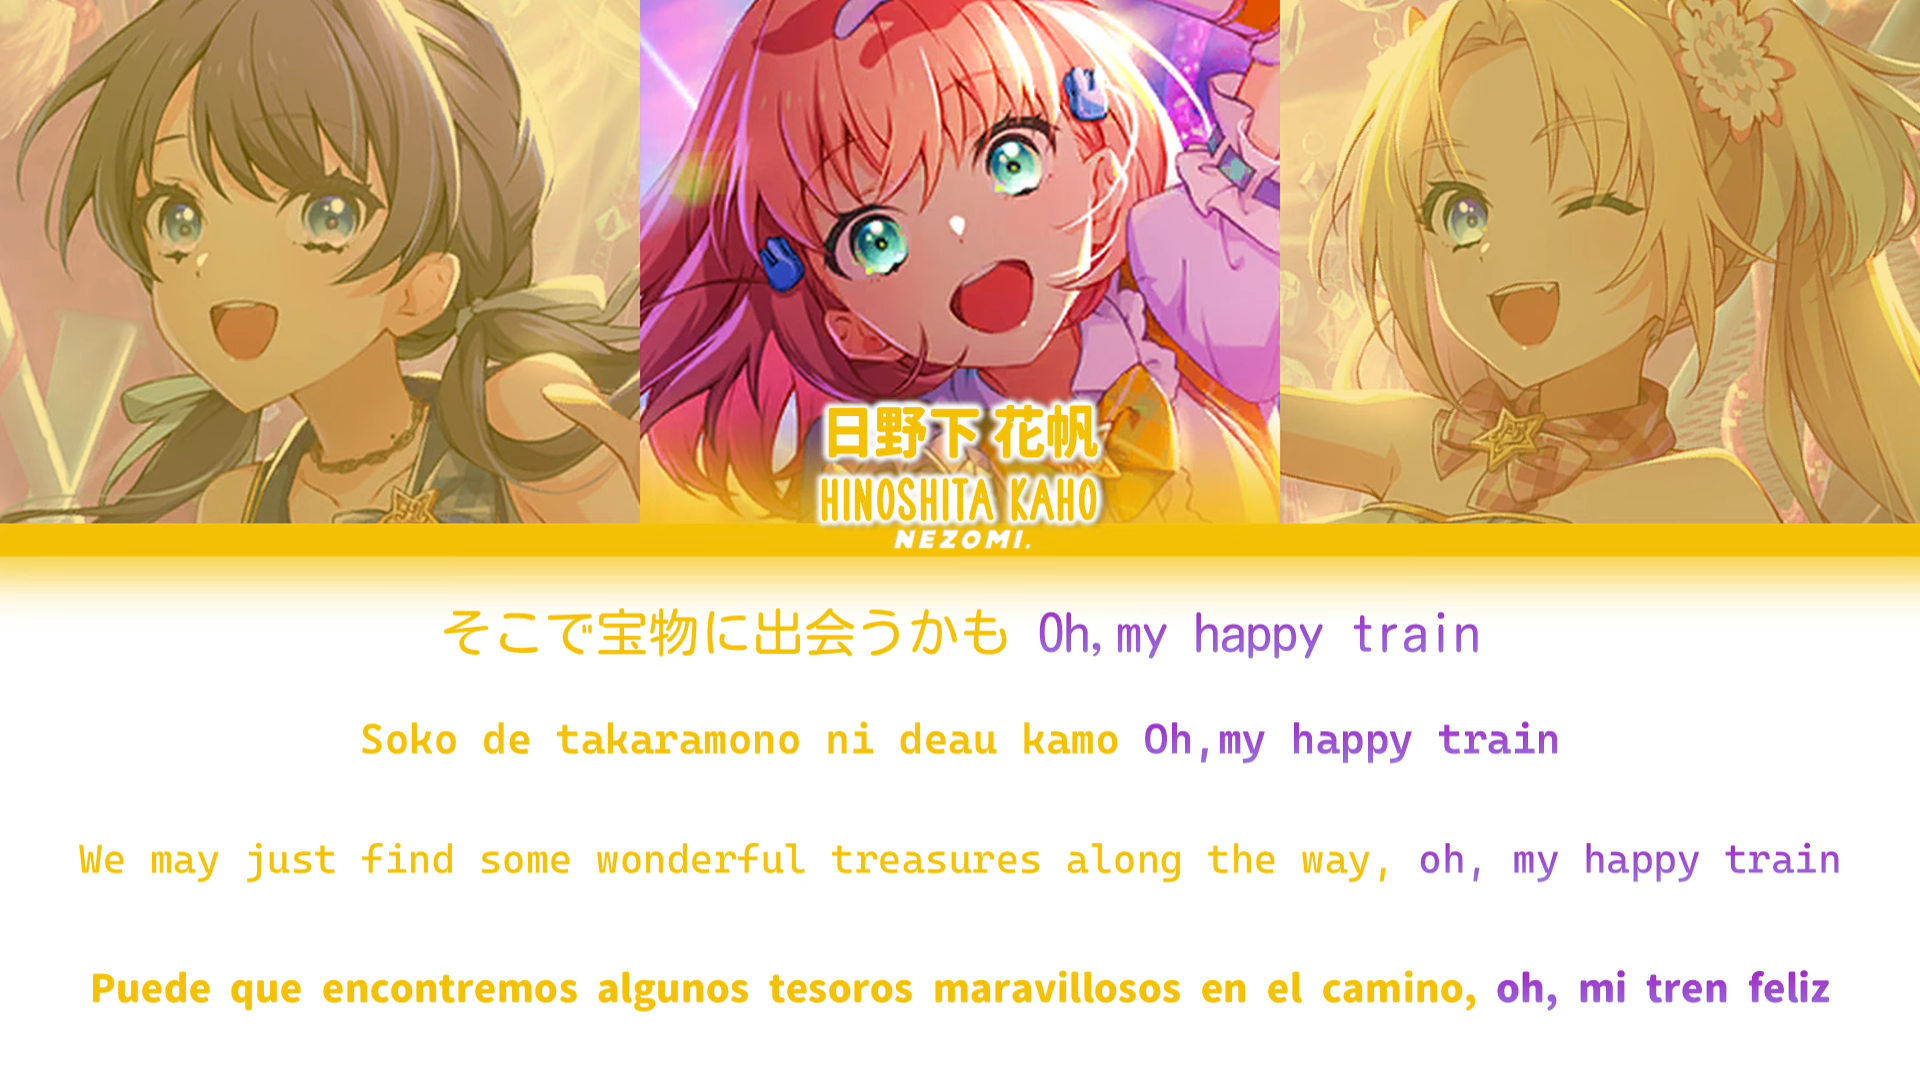 日野下 花帆
HINOSHITA KAHO
NEZOMI.
そこで宝物に出会うかも Oh,my happy train
Soko de takaramono ni deau kamo Oh,my happy train
We may just find some wonderful treasures along the way, oh, my happy train
Puede que encontremos algunos tesoros maravillosos en el camino, oh, mi tren feliz